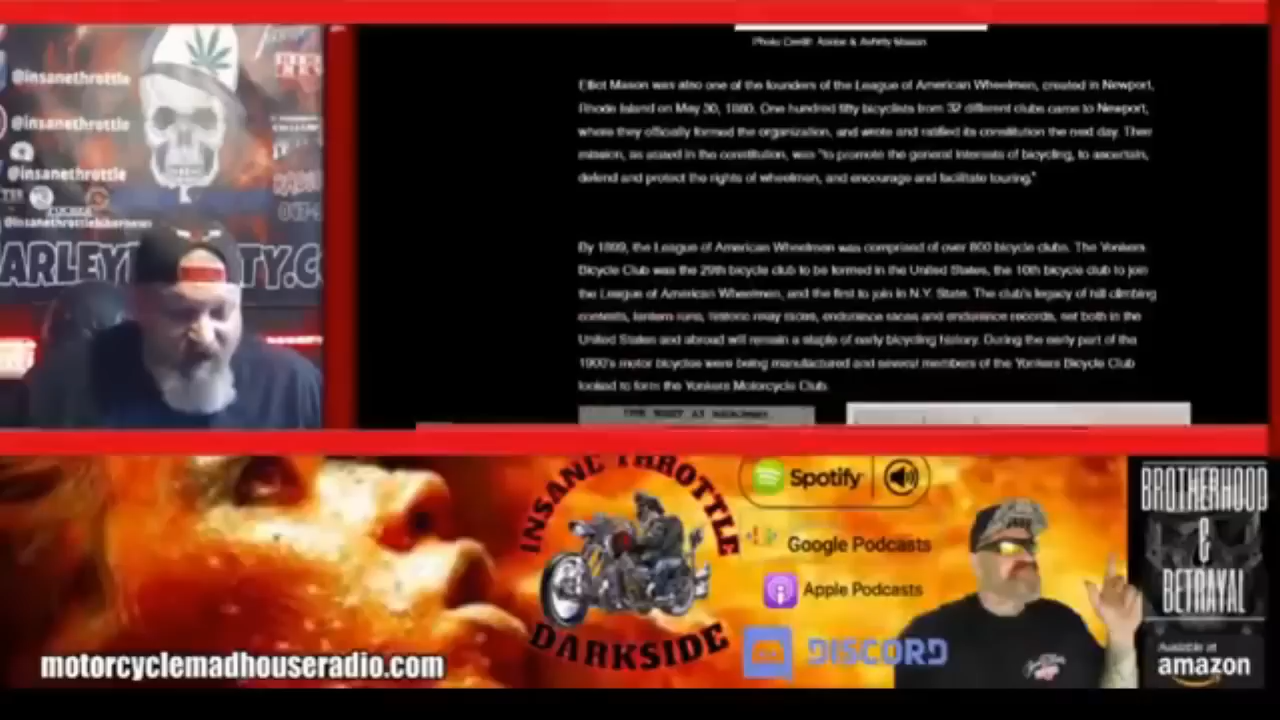 Photo Credit: Mason
@insanethrottle
@insanethrottle
@insanethrottle
@insanethrottlebikernews
ARLEY TY.C
Elliot Mason was also one of the founders of the League of American Wheelmen, created in Newport,
Rhode Island on May 30, 1880. One hundred fifty bicyclists from 32 different clubs came to Newport,
where they officially formed the organization, and wrote and ratified its constitution the next day. Their
mission, as stated in the constitution, was "to promote the general interests of bicycling, to ascertain,
defend and protect the rights of wheelmen, and encourage and facilitate touring."
By 1899, the League of American Wheelmen was comprised of over 800 bicycle clubs. The Yonkers
Bicycle Club was the 29th bicycle club to be formed in the United States, the 10th bicycle club to join
the League of American Wheelmen, and the first to join in N.Y. State. The club's legacy of hill climbing
contests, lantern runs, historic relay races, endurance races and endurance records, set both in the
United States and abroad will remain a staple of early bicycling history. During the early part of the
1900's motor bicycles were being manufactured and several members of the Yonkers Bicycle Club
looked to form the Yonkers Motorcycle Club.
INSANE THROTTLE
DARKSIDE
Spotify
Google Podcasts
Apple Podcasts
DISCORD
motorcyclemadhouseradio.com
BROTHERHOOD
&
BETRAYAL
Available at
amazon